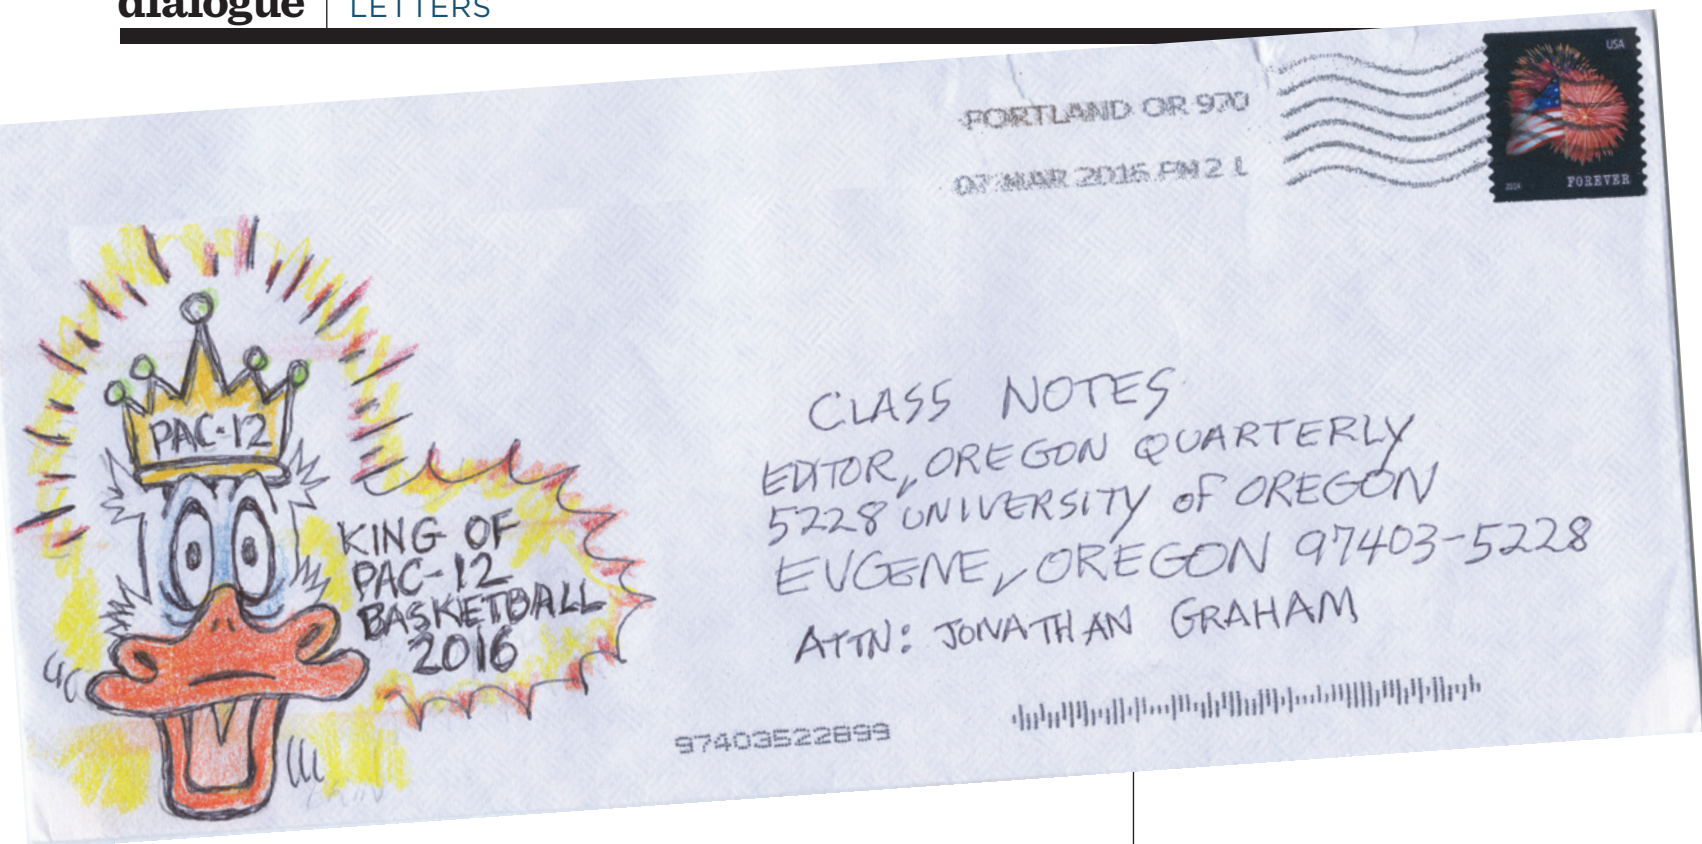 dialogue LETTERS
PORTLAND OR 970
07 MAR 2016 PM 2 L
USA
2014 FOREVER
PAC-12
KING OF
PAC-12
BASKETBALL
2016
CLASS NOTES
EDITOR, OREGON QUARTERLY
5228 UNIVERSITY of OREGON
EUGENE, OREGON 97403-5228
ATTN: JONATHAN GRAHAM
97403522899